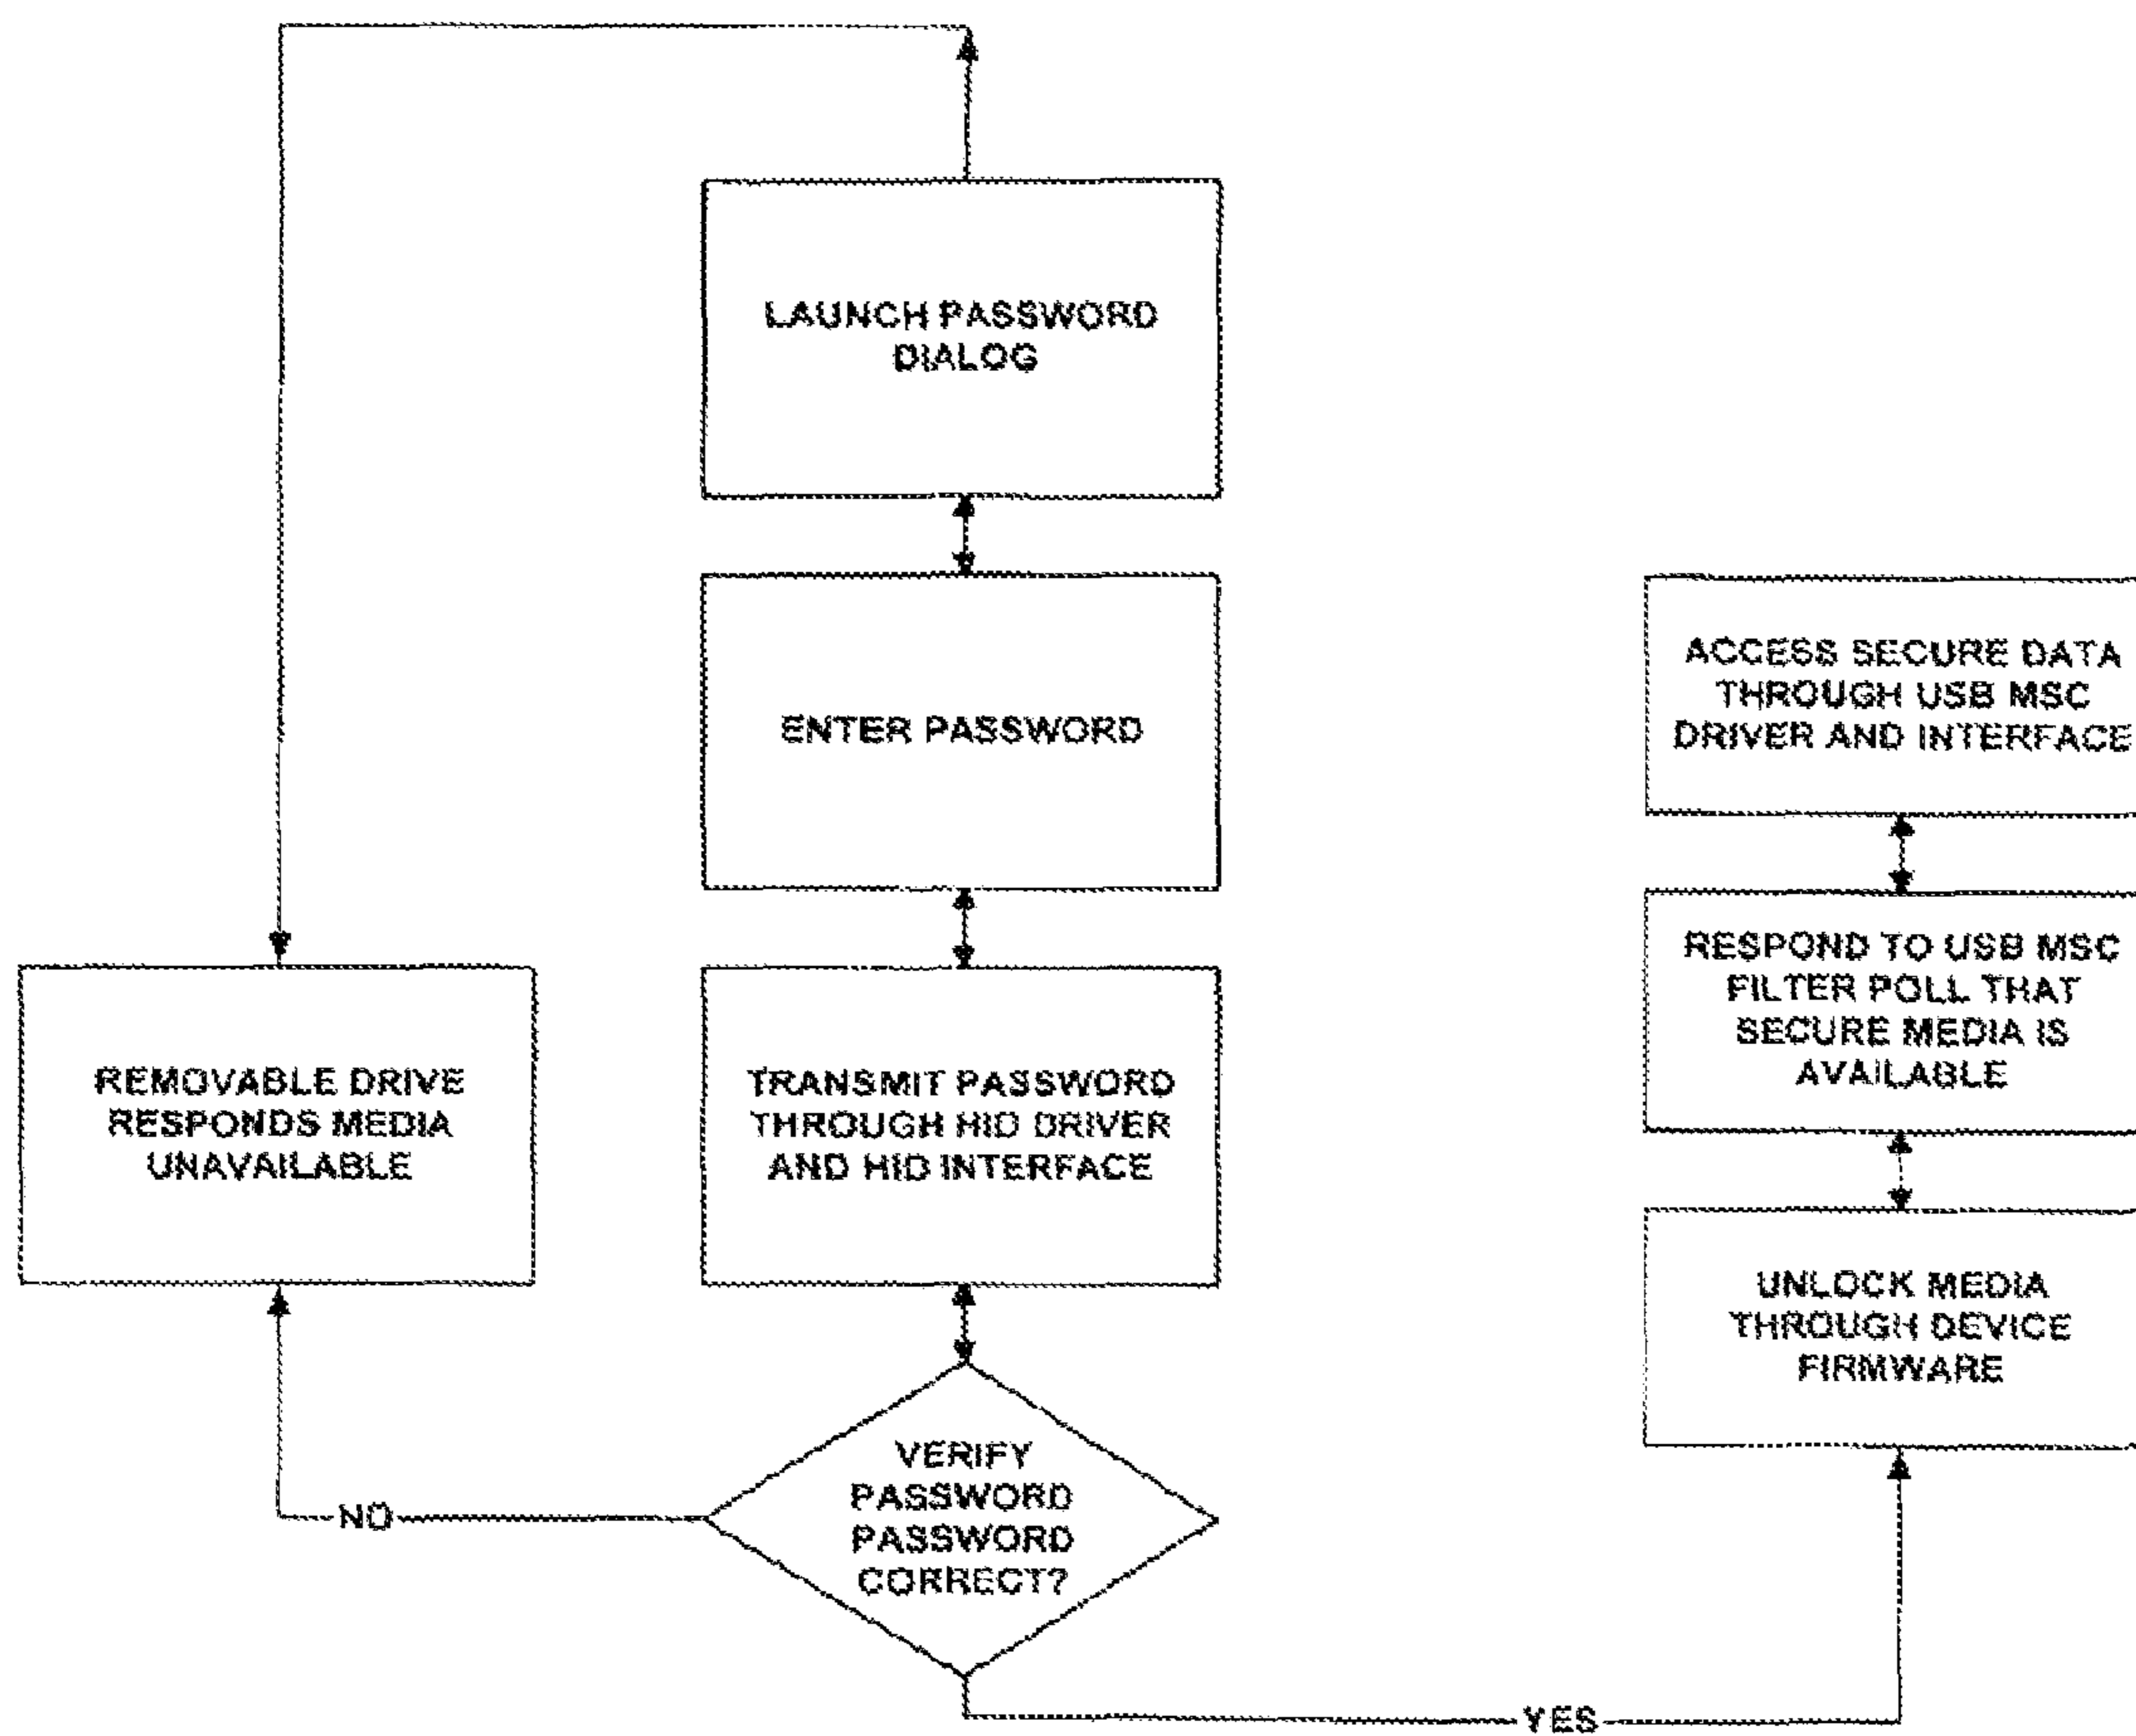 LAUNCH PASSWORD
DIALOG
ENTER PASSWORD
ACCESS SECURE DATA
THROUGH USB MSC
DRIVER AND INTERFACE
REMOVABLE DRIVE
RESPONDS MEDIA
UNAVAILABLE
TRANSMIT PASSWORD
THROUGH HID DRIVER
AND HID INTERFACE
RESPOND TO USB MSC
FILTER POLL THAT
SECURE MEDIA IS
AVAILABLE
UNLOCK MEDIA
THROUGH DEVICE
FIRMWARE
VERIFY
PASSWORD
PASSWORD
CORRECT?
NO
YES